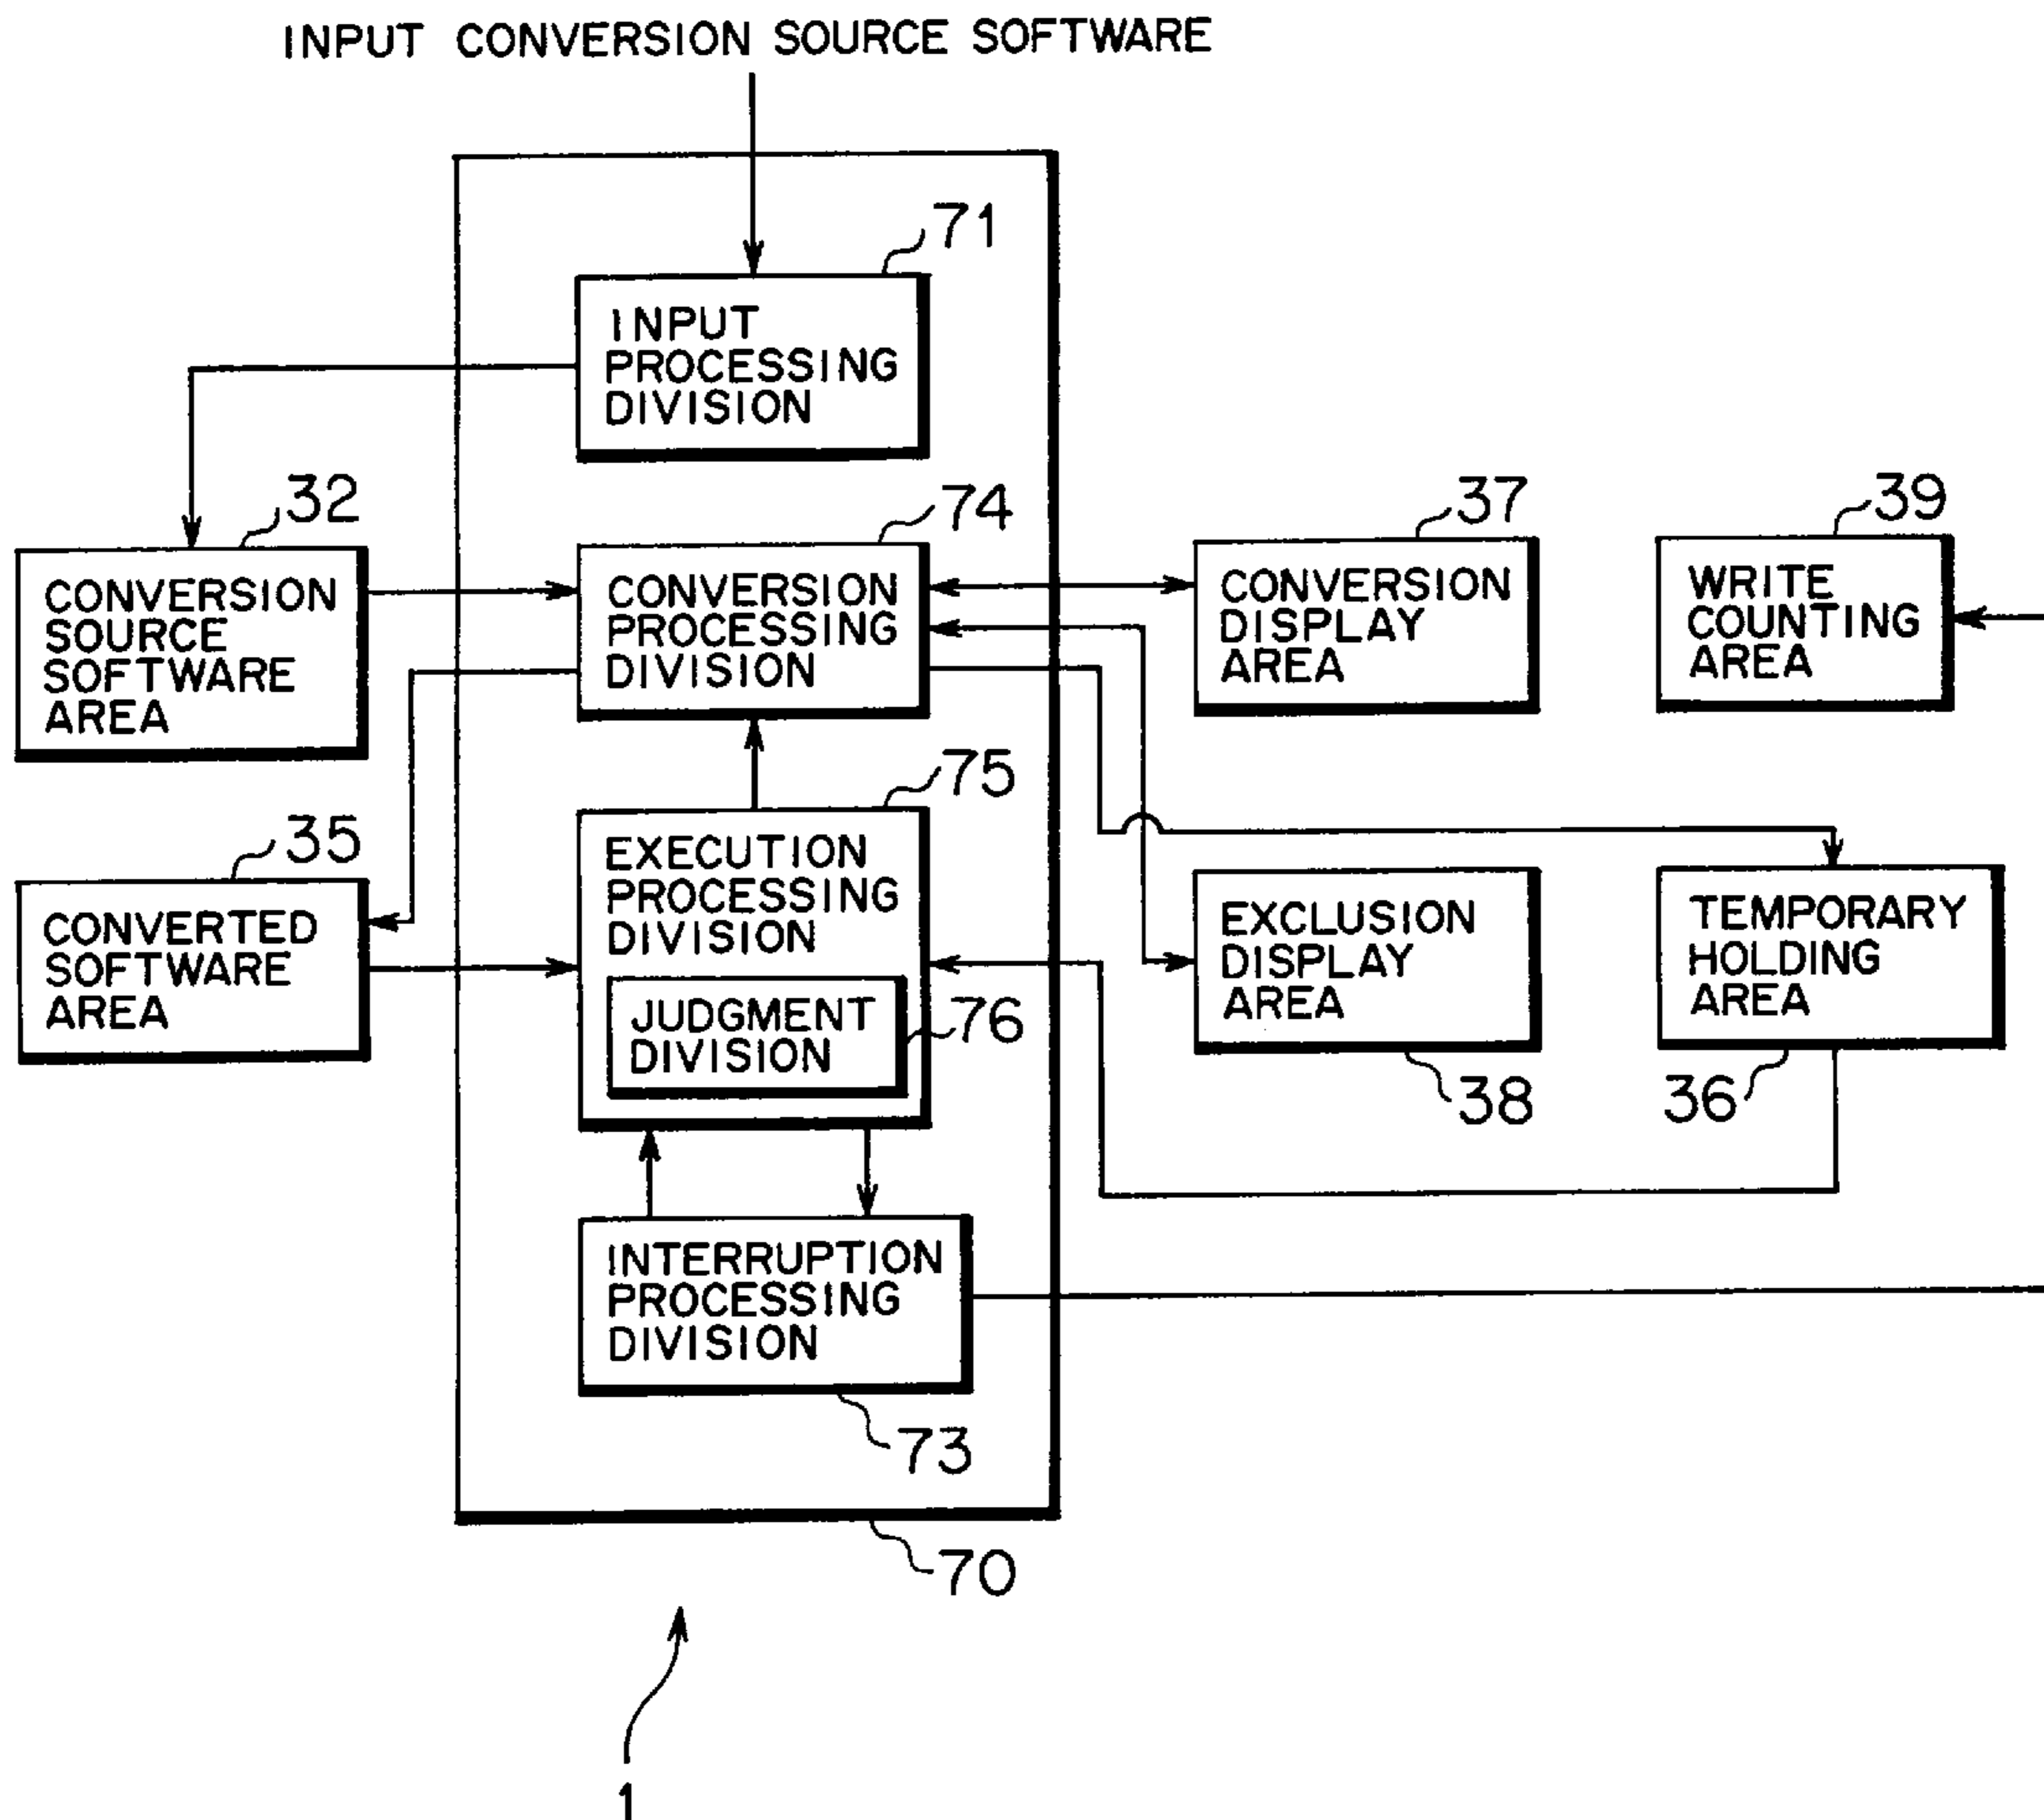 INPUT CONVERSION SOURCE SOFTWARE
71
INPUT
PROCESSING
DIVISION
32
CONVERSION
SOURCE
SOFTWARE
AREA
74
CONVERSION
PROCESSING
DIVISION
37
CONVERSION
DISPLAY
AREA
39
WRITE
COUNTING
AREA
35
CONVERTED
SOFTWARE
AREA
75
EXECUTION
PROCESSING
DIVISION
JUDGMENT
DIVISION
76
EXCLUSION
DISPLAY
AREA
38
TEMPORARY
HOLDING
AREA
36
INTERRUPTION
PROCESSING
DIVISION
73
70
1